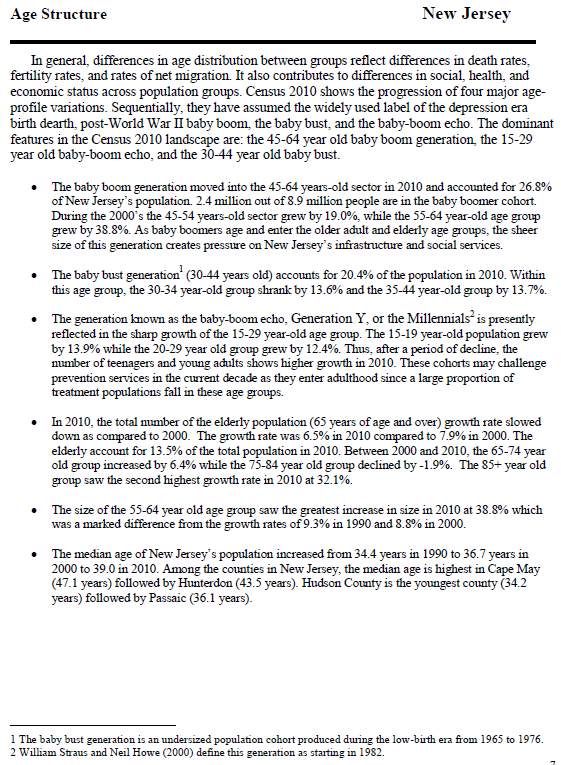 Age Structure New Jersey
In general, differences in age distribution between groups reflect differences in death rates,
fertility rates, and rates of net migration. It also contributes to differences in social, health, and
economic status across population groups. Census 2010 shows the progression of four major age-
profile variations. Sequentially, they have assumed the widely used label of the depression era
birth dearth, post-World War II baby boom, the baby bust, and the baby-boom echo. The dominant
features in the Census 2010 landscape are: the 45-64 year old baby boom generation, the 15-29
year old baby-boom echo, and the 30-44 year old baby bust.
• The baby boom generation moved into the 45-64 years-old sector in 2010 and accounted for 26.8%
of New Jersey's population. 2.4 million out of 8.9 million people are in the baby boomer cohort.
During the 2000's the 45-54 years-old sector grew by 19.0%, while the 55-64 year-old age group
grew by 38.8%. As baby boomers age and enter the older adult and elderly age groups, the sheer
size of this generation creates pressure on New Jersey's infrastructure and social services.
• The baby bust generation1 (30-44 years old) accounts for 20.4% of the population in 2010. Within
this age group, the 30-34 year-old group shrank by 13.6% and the 35-44 year-old group by 13.7%.
• The generation known as the baby-boom echo, Generation Y, or the Millennials2 is presently
reflected in the sharp growth of the 15-29 year-old age group. The 15-19 year-old population grew
by 13.9% while the 20-29 year old group grew by 12.4%. Thus, after a period of decline, the
number of teenagers and young adults shows higher growth in 2010. These cohorts may challenge
prevention services in the current decade as they enter adulthood since a large proportion of
treatment populations fall in these age groups.
• In 2010, the total number of the elderly population (65 years of age and over) growth rate slowed
down as compared to 2000. The growth rate was 6.5% in 2010 compared to 7.9% in 2000. The
elderly account for 13.5% of the total population in 2010. Between 2000 and 2010, the 65-74 year
old group increased by 6.4% while the 75-84 year old group declined by -1.9%. The 85+ year old
group saw the second highest growth rate in 2010 at 32.1%.
• The size of the 55-64 year old age group saw the greatest increase in size in 2010 at 38.8% which
was a marked difference from the growth rates of 9.3% in 1990 and 8.8% in 2000.
• The median age of New Jersey's population increased from 34.4 years in 1990 to 36.7 years in
2000 to 39.0 in 2010. Among the counties in New Jersey, the median age is highest in Cape May
(47.1 years) followed by Hunterdon (43.5 years). Hudson County is the youngest county (34.2
years) followed by Passaic (36.1 years).
1 The baby bust generation is an undersized population cohort produced during the low-birth era from 1965 to 1976.
2 William Straus and Neil Howe (2000) define this generation as starting in 1982.